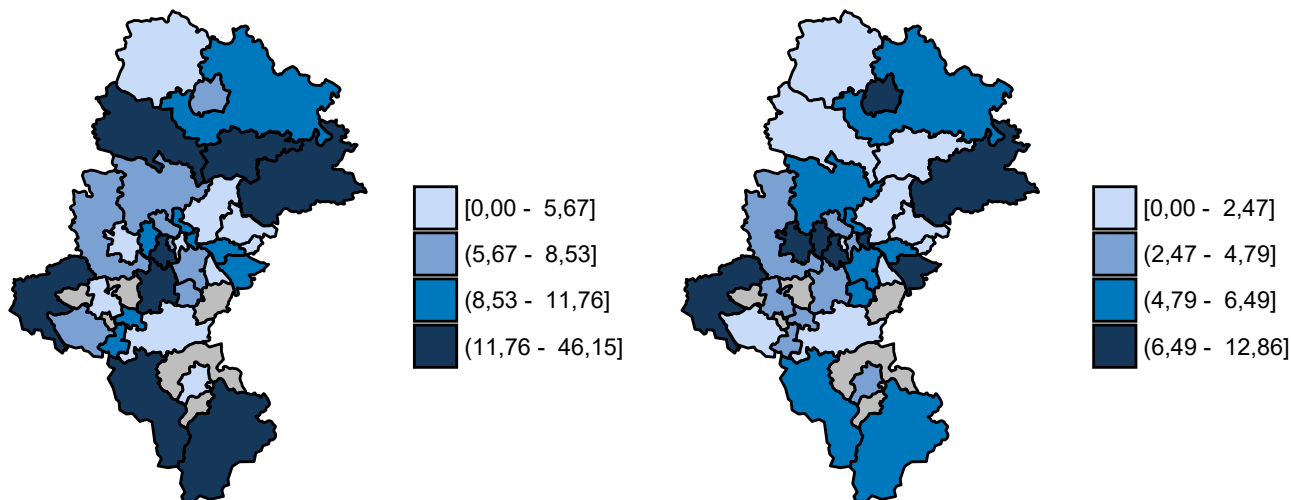 [0,00 - 5,67]
(5,67 - 8,53]
(8,53 - 11,76]
(11,76 - 46,15]
[0,00 - 2,47]
(2,47 - 4,79]
(4,79 - 6,49]
(6,49 - 12,86]